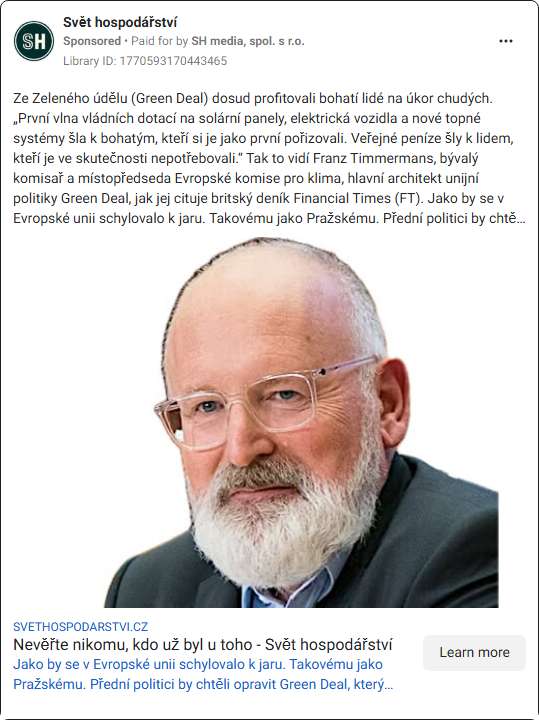 SH
Svět hospodářství
Sponsored • Paid for by SH media, spol. s r.o.
Library ID: 1770593170443465
Ze Zeleného údělu (Green Deal) dosud profitovali bohatí lidé na úkor chudých.
„První vlna vládních dotací na solární panely, elektrická vozidla a nové topné
systémy šla k bohatým, kteří si je jako první pořizovali. Veřejné peníze šly k lidem,
kteří je ve skutečnosti nepotřebovali.“ Tak to vidí Franz Timmermans, bývalý
komisař a místopředseda Evropské komise pro klima, hlavní architekt unijní
politiky Green Deal, jak jej cituje britský deník Financial Times (FT). Jako by se v
Evropské unii schylovalo k jaru. Takovému jako Pražskému. Přední politici by chtě...
SVETHOSPODARSTVI.CZ
Nevěřte nikomu, kdo už byl u toho - Svět hospodářství
Jako by se v Evropské unii schylovalo k jaru. Takovému jako
Pražskému. Přední politici by chtěli opravit Green Deal, který...
Learn more